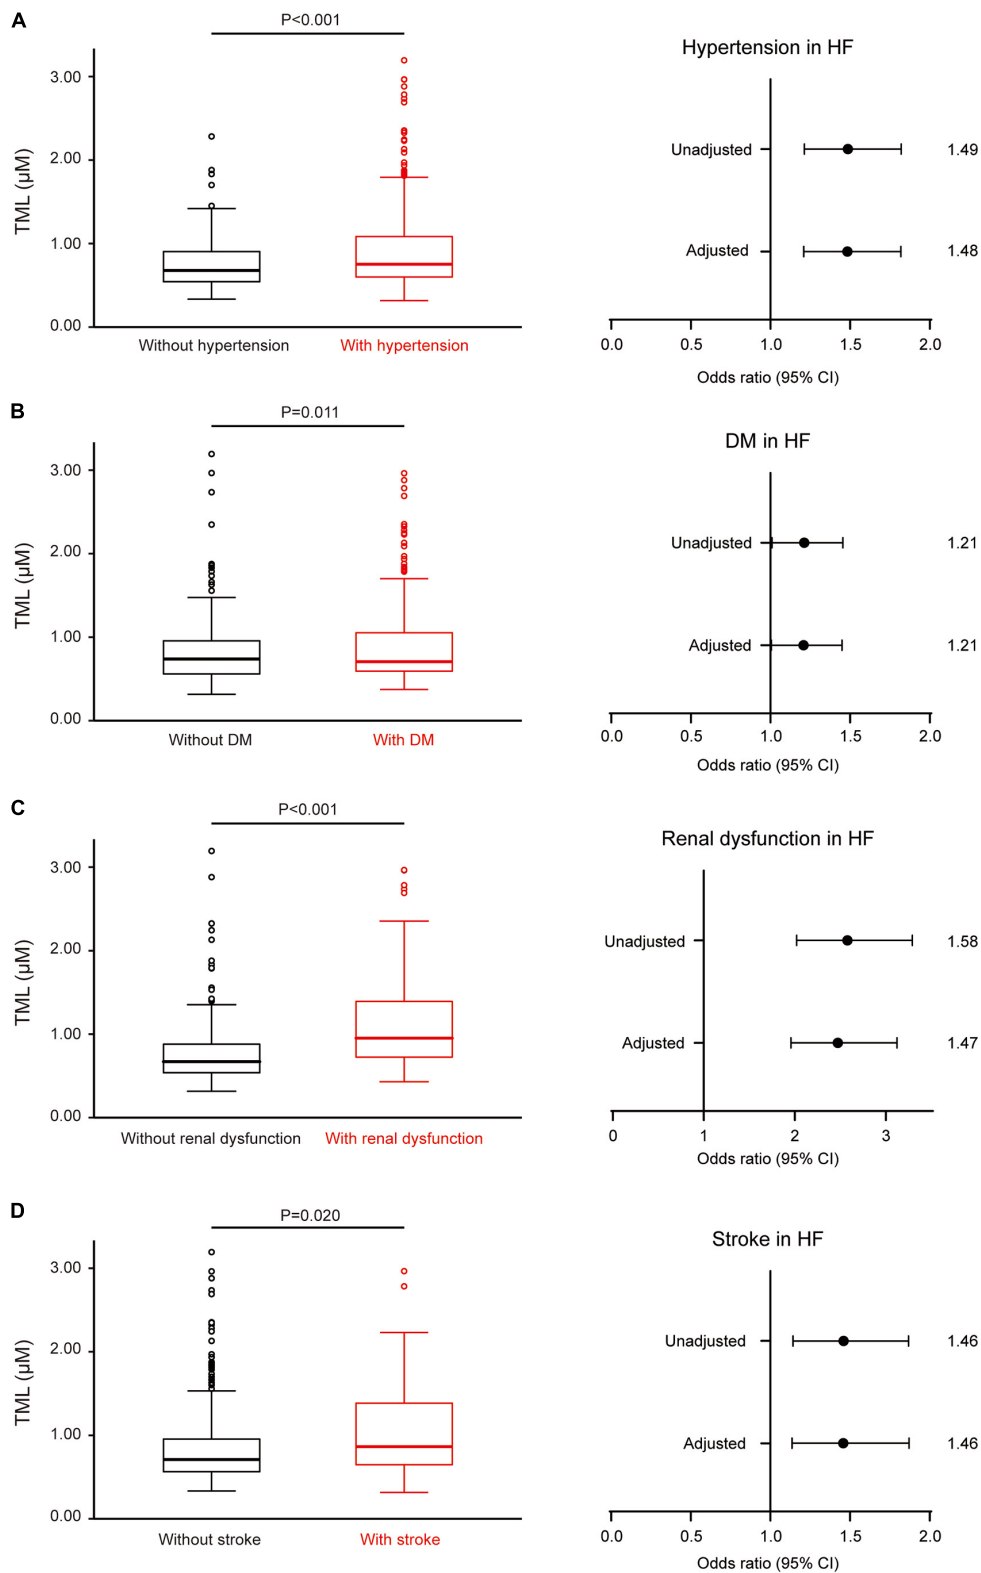 A
P<0.001
TML (μM)
3.00
2.00
1.00
0.00
Without hypertension
With hypertension
Hypertension in HF
Unadjusted
1.49
Adjusted
1.48
0.0 0.5 1.0 1.5 2.0
Odds ratio (95% CI)
B
P=0.011
TML (μM)
3.00
2.00
1.00
0.00
Without DM
With DM
DM in HF
Unadjusted
1.21
Adjusted
1.21
0.0 0.5 1.0 1.5 2.0
Odds ratio (95% CI)
C
P<0.001
TML (μM)
3.00
2.00
1.00
0.00
Without renal dysfunction
With renal dysfunction
Renal dysfunction in HF
Unadjusted
1.58
Adjusted
1.47
0 1 2 3
Odds ratio (95% CI)
D
P=0.020
TML (μM)
3.00
2.00
1.00
0.00
Without stroke
With stroke
Stroke in HF
Unadjusted
1.46
Adjusted
1.46
0.0 0.5 1.0 1.5 2.0
Odds ratio (95% CI)